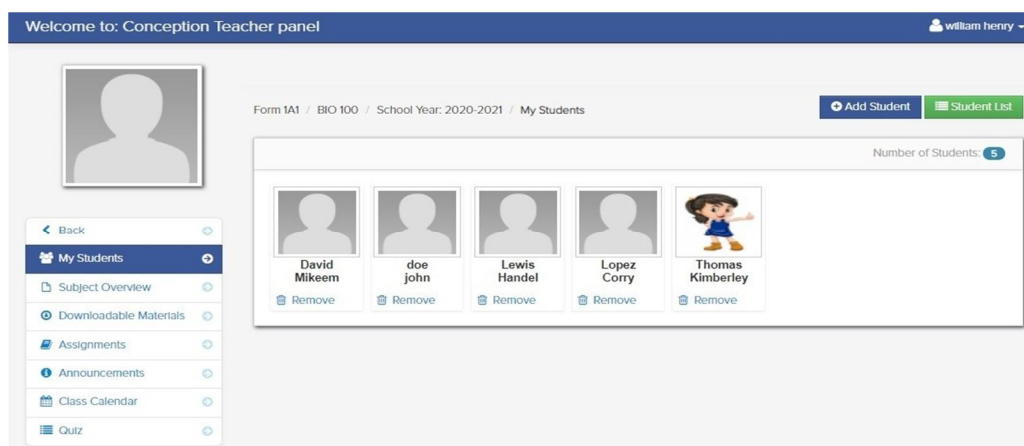 Welcome to: Conception Teacher panel
william henry
Form 1A1 / BIO 100 / School Year: 2020-2021 / My Students
Add Student
Student List
Number of Students: 5
David
Mikeem
Remove
doe
john
Remove
Lewis
Handel
Remove
Lopez
Corry
Remove
Thomas
Kimberley
Remove
Back
My Students
Subject Overview
Downloadable Materials
Assignments
Announcements
Class Calendar
Quiz